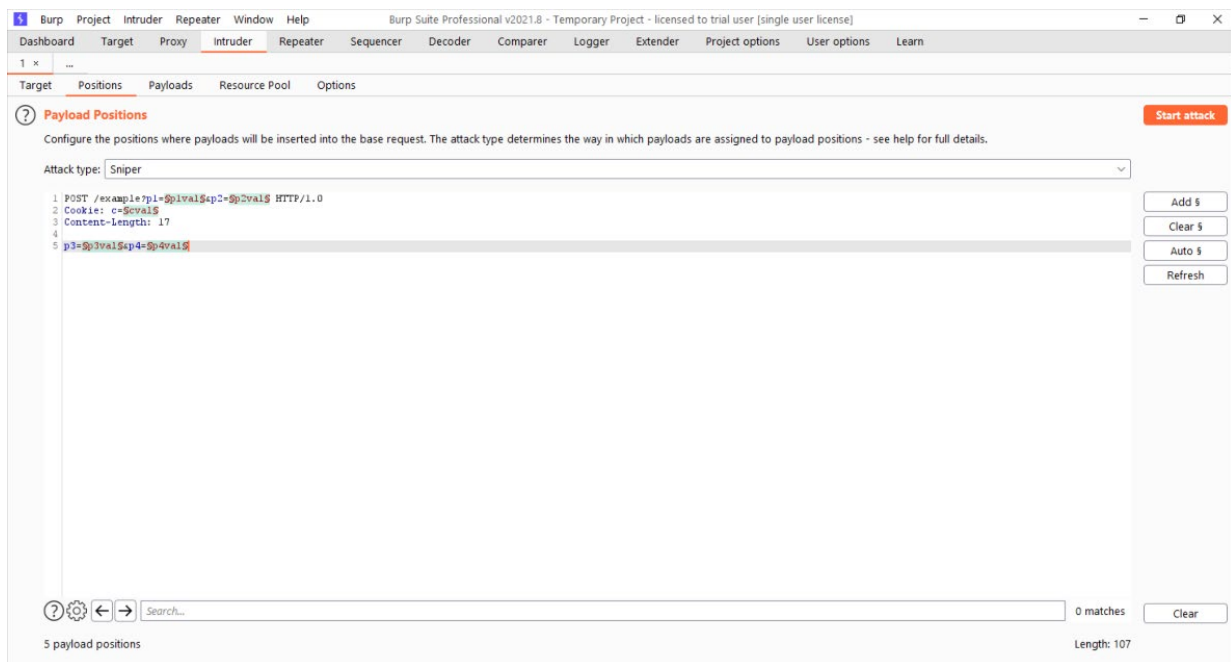 Burp Project Intruder Repeater Window Help Burp Suite Professional v2021.8 - Temporary Project - licensed to trial user [single user license]
Dashboard Target Proxy Intruder Repeater Sequencer Decoder Comparer Logger Extender Project options User options Learn
1 × ...
Target Positions Payloads Resource Pool Options
? Payload Positions Start attack
Configure the positions where payloads will be inserted into the base request. The attack type determines the way in which payloads are assigned to payload positions - see help for full details.
Attack type: Sniper
1 POST /example?p1=§p1val§&p2=§p2val§ HTTP/1.0
2 Cookie: c=§cval§
3 Content-Length: 17
4
5 p3=§p3val§&p4=§p4val§
Add §
Clear §
Auto §
Refresh
? Search... 0 matches Clear
5 payload positions Length: 107